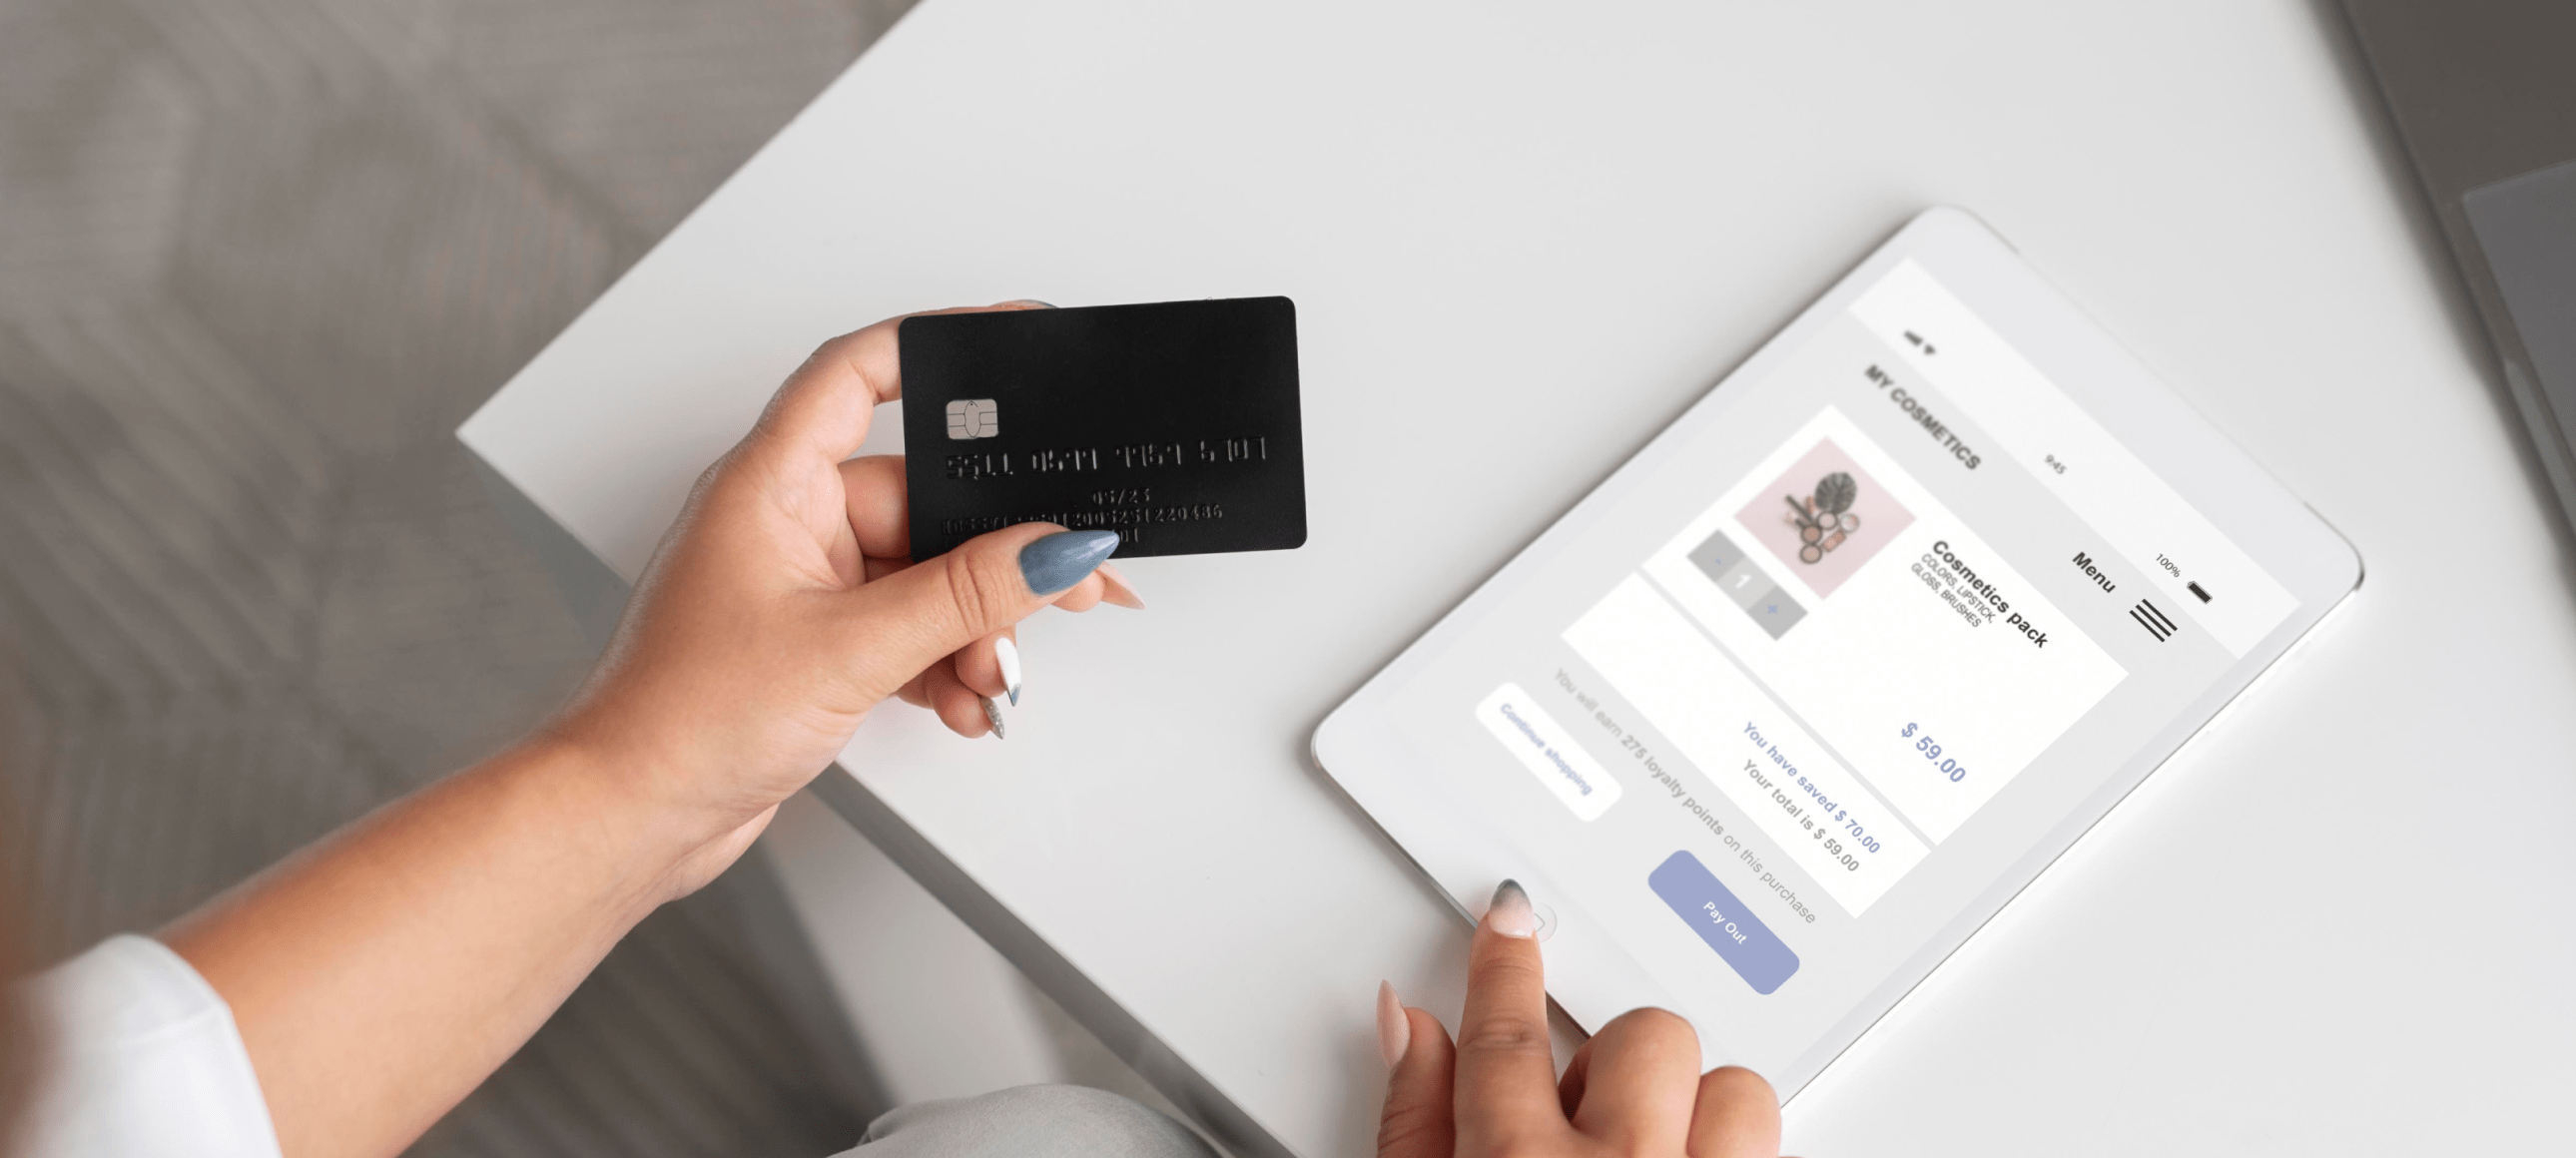 05/23
9:45
100%
MY COSMETICS
Menu
Cosmetics pack
COLORS, LIPSTICK,
GLOSS, BRUSHES
- 1 +
$ 59.00
You have saved $ 70.00
Your total is $ 59.00
You will earn 275 loyalty points on this purchase
Continue shopping
Pay Out